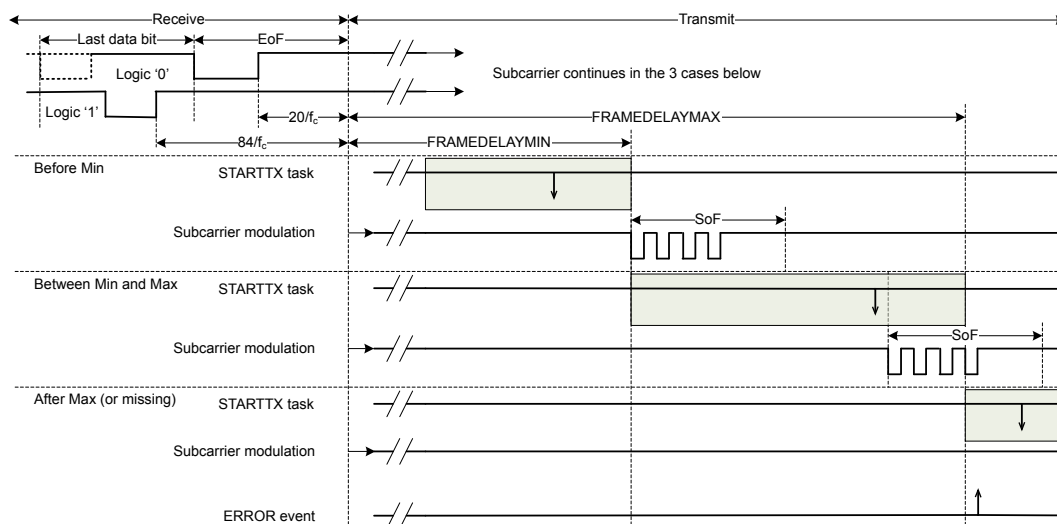 Receive
Transmit
Last data bit
EoF
Logic ‘0’
Subcarrier continues in the 3 cases below
Logic ‘1’
20/fc
FRAMEDELAYMAX
84/fc
FRAMEDELAYMIN
Before Min
STARTTX task
SoF
Subcarrier modulation
Between Min and Max
STARTTX task
SoF
Subcarrier modulation
After Max (or missing)
STARTTX task
Subcarrier modulation
ERROR event